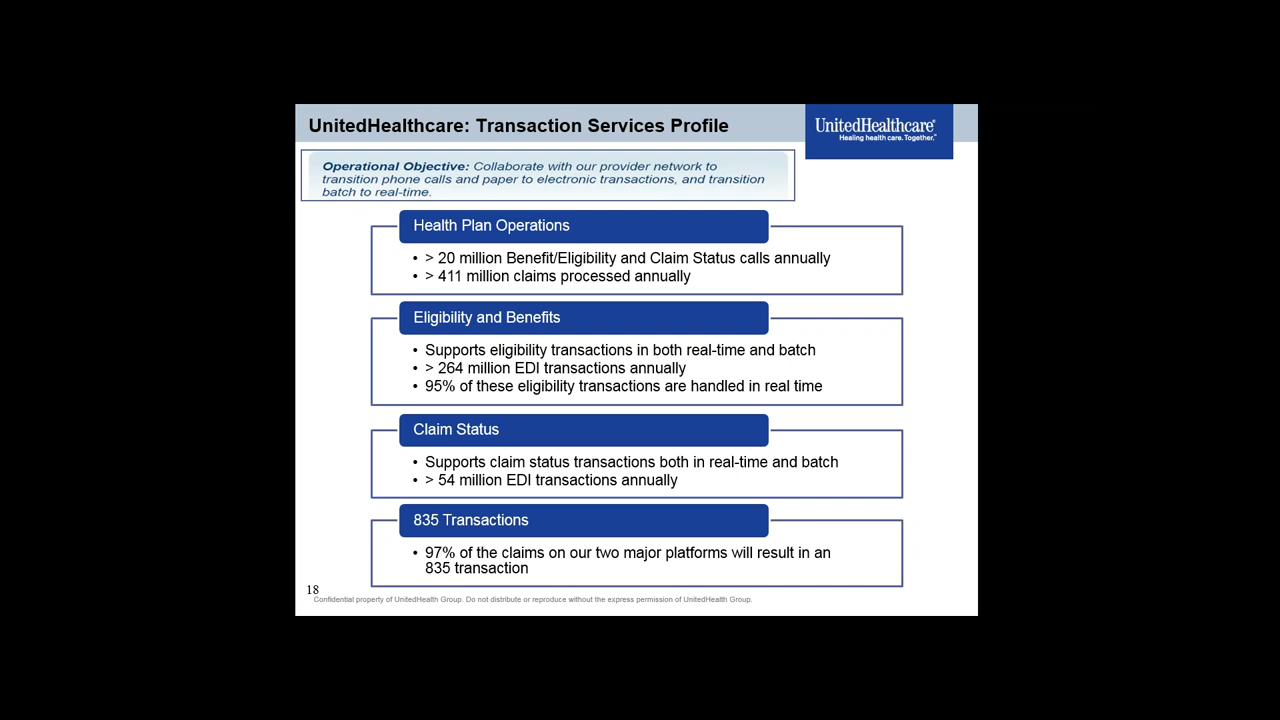 UnitedHealthcare: Transaction Services Profile
UnitedHealthcare®
Healing health care. Together.™
Operational Objective: Collaborate with our provider network to
transition phone calls and paper to electronic transactions, and transition
batch to real-time.
Health Plan Operations
• > 20 million Benefit/Eligibility and Claim Status calls annually
• > 411 million claims processed annually
Eligibility and Benefits
• Supports eligibility transactions in both real-time and batch
• > 264 million EDI transactions annually
• 95% of these eligibility transactions are handled in real time
Claim Status
• Supports claim status transactions both in real-time and batch
• > 54 million EDI transactions annually
835 Transactions
• 97% of the claims on our two major platforms will result in an
835 transaction
18
Confidential property of UnitedHealth Group. Do not distribute or reproduce without the express permission of UnitedHealth Group.